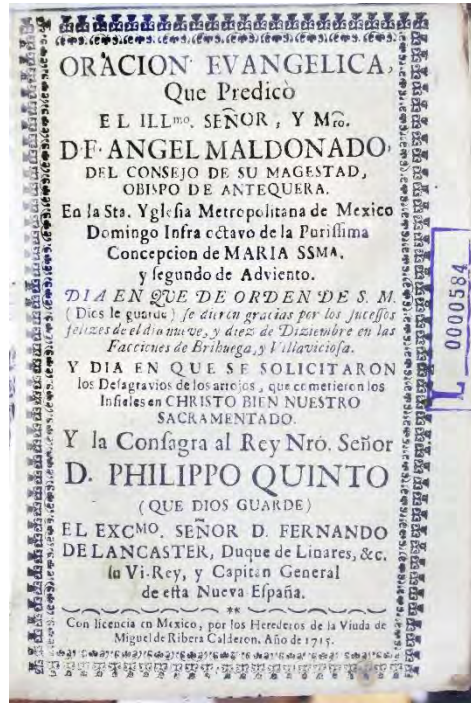 ORACION EVANGELICA,
Que Predicò
EL ILLmo. SEÑOR, Y Mro.
D. F. ANGEL MALDONADO,
DEL CONSEJO DE SU MAGESTAD,
OBISPO DE ANTEQUERA.
En la Sta. Yglesia Metropolitana de Mexico
Domingo Infra octavo de la Purissima
Concepcion de MARIA SSMA.
y segundo de Adviento.
DIA EN QVE DE ORDEN DE S. M.
(Dios le guarde) se dieron gracias por los sucessos
felizes de el dia nueve, y diez de Diziembre en las
Facciones de Brihuega, y Villaviciosa.
Y DIA EN QUE SE SOLICITARON
los Desagravios de los arrojos, que cometieron los
Infieles en CHRISTO BIEN NUESTRO
SACRAMENTADO.
Y la Consagra al Rey Nró. Señor
D. PHILIPPO QUINTO
(QUE DIOS GUARDE)
EL EXCMO. SEÑOR D. FERNANDO
DE LANCASTER, Duque de Linares, &c.
su Vi-Rey, y Capitan General
de esta Nueva España.
Con licencia en Mexico, por los Herederos de la Viuda de
Miguel de Ribera Calderon. Año de 1715.
0000584